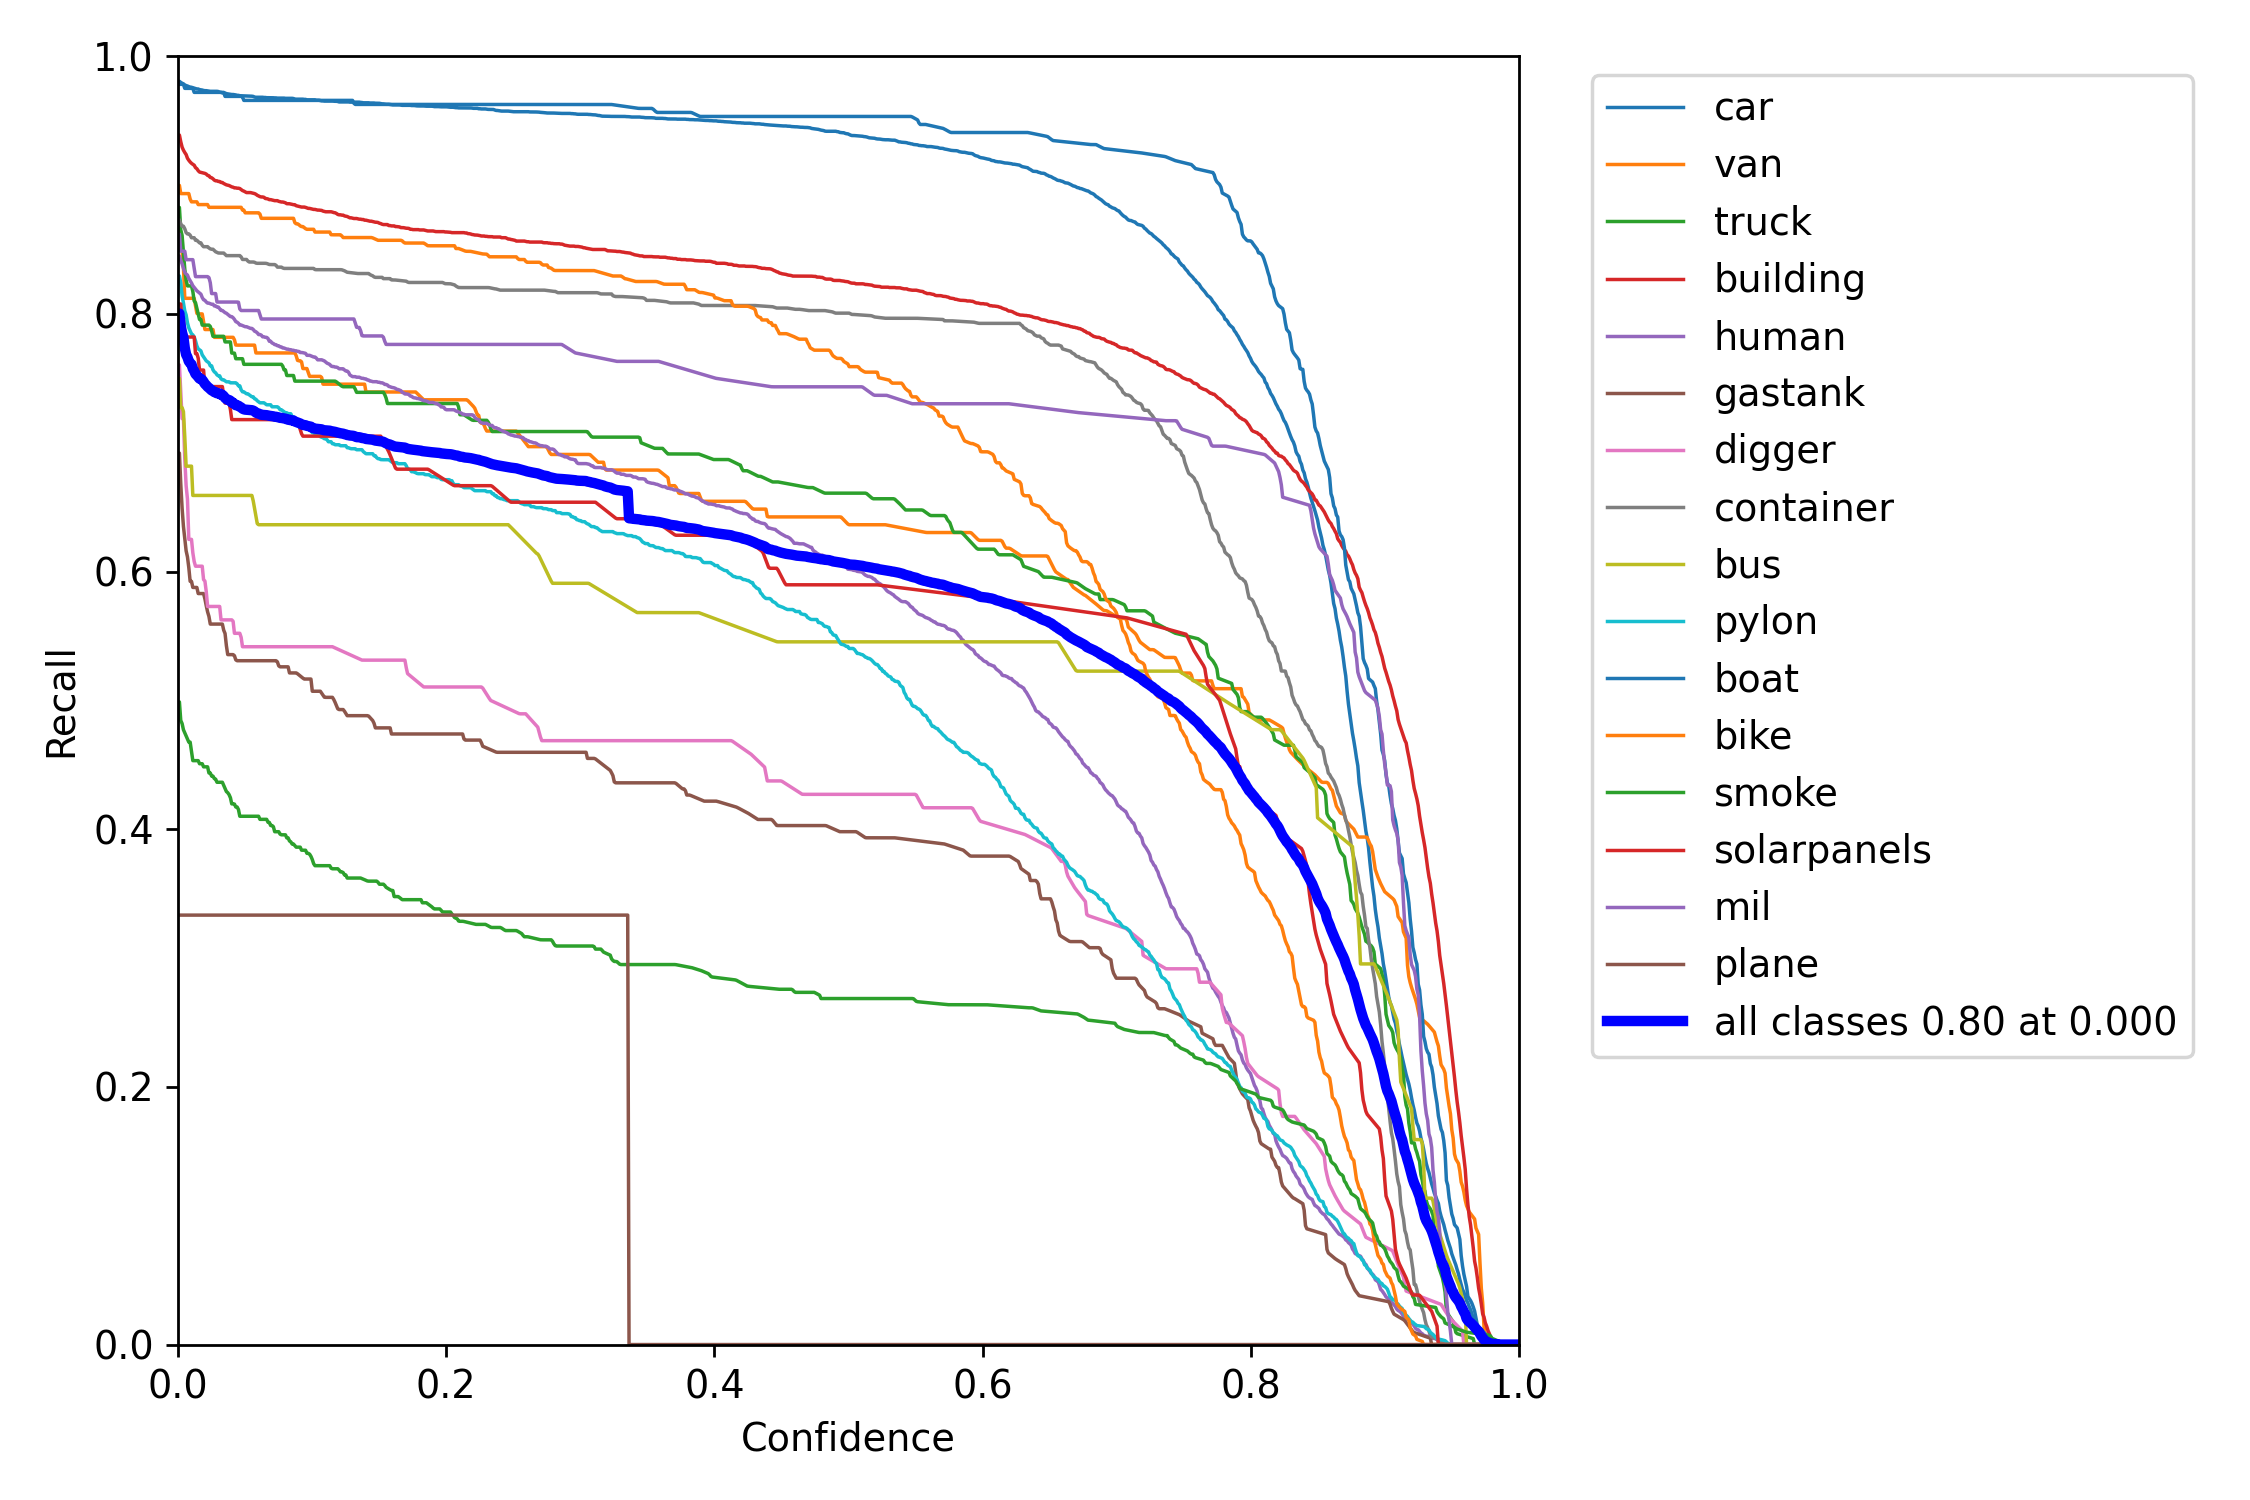 1.0
0.8
0.6
0.4
0.2
0.0
Recall
0.0 0.2 0.4 0.6 0.8 1.0
Confidence
car
van
truck
building
human
gastank
digger
container
bus
pylon
boat
bike
smoke
solarpanels
mil
plane
all classes 0.80 at 0.000